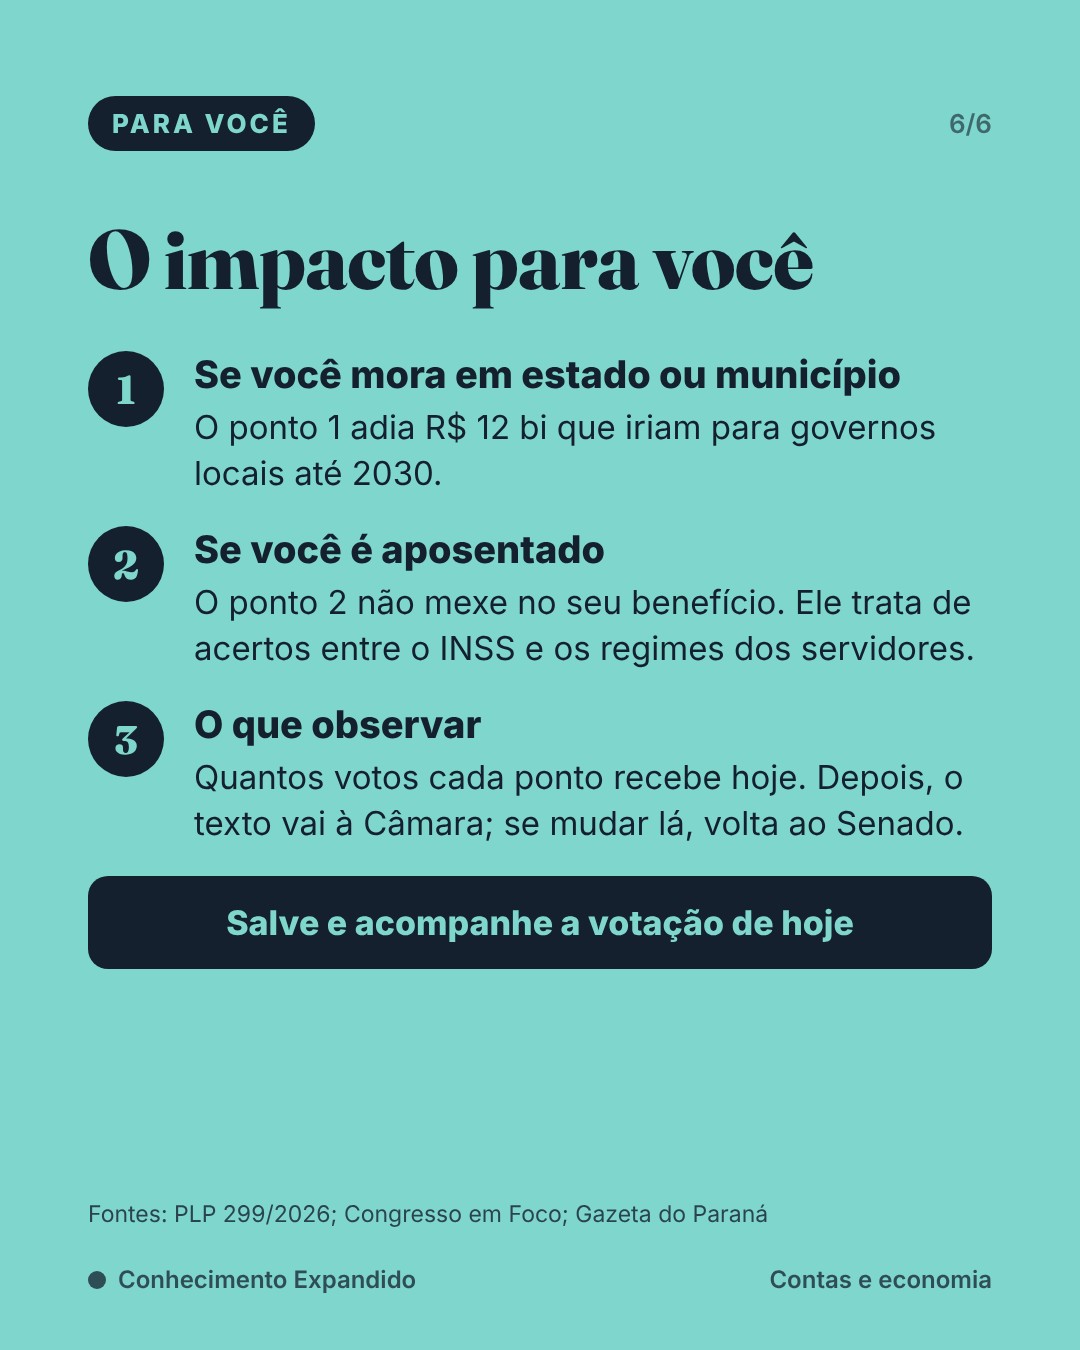 PARA VOCÊ
6/6
O impacto para você
1
Se você mora em estado ou município
O ponto 1 adia R$ 12 bi que iriam para governos
locais até 2030.
2
Se você é aposentado
O ponto 2 não mexe no seu benefício. Ele trata de
acertos entre o INSS e os regimes dos servidores.
3
O que observar
Quantos votos cada ponto recebe hoje. Depois, o
texto vai à Câmara; se mudar lá, volta ao Senado.
Salve e acompanhe a votação de hoje
Fontes: PLP 299/2026; Congresso em Foco; Gazeta do Paraná
Conhecimento Expandido
Contas e economia